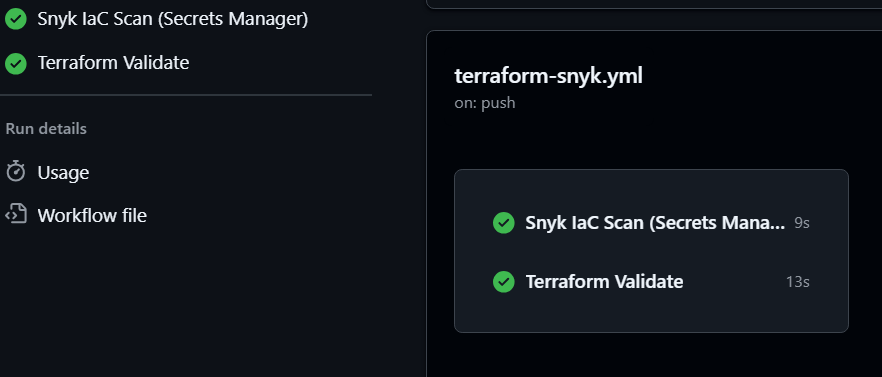 Snyk IaC Scan (Secrets Manager)
Terraform Validate
Run details
Usage
Workflow file
terraform-snyk.yml
on: push
Snyk IaC Scan (Secrets Mana... 9s
Terraform Validate 13s